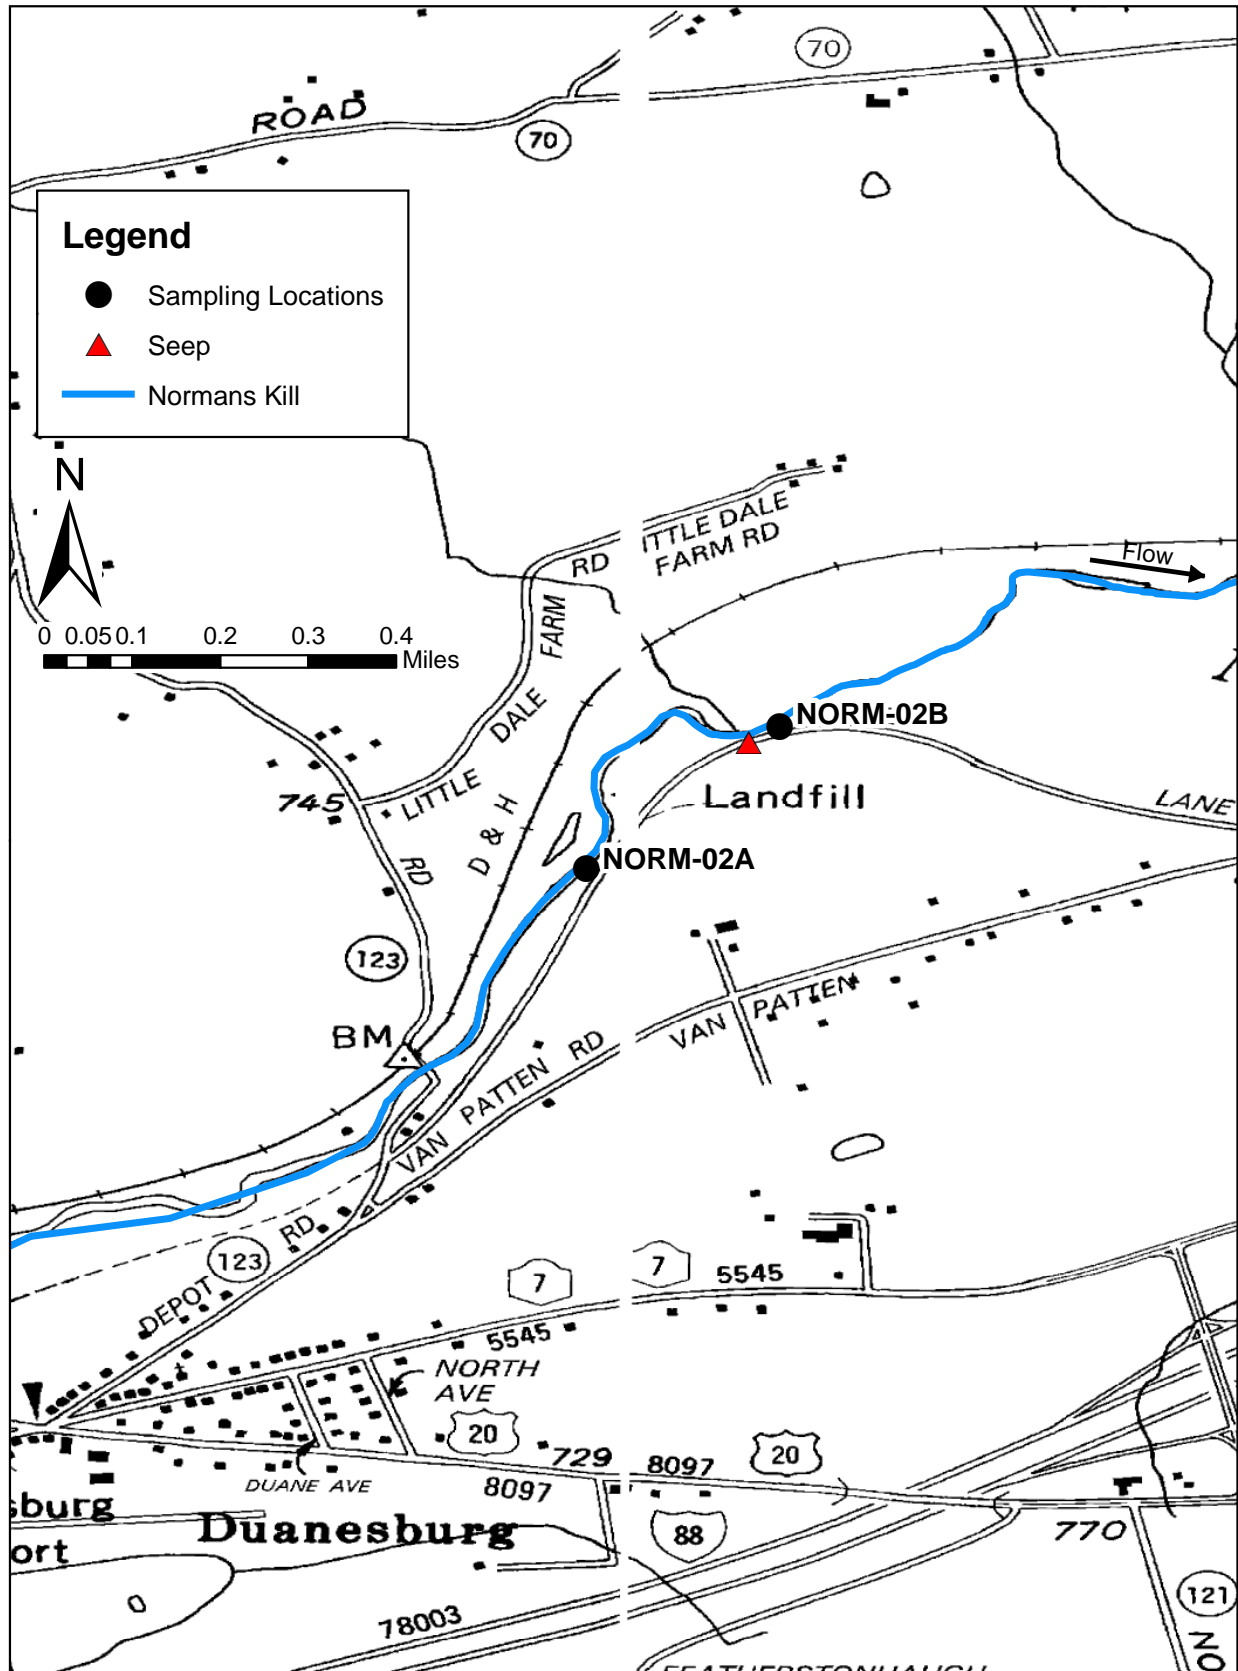 70
ROAD
70
Legend
Sampling Locations
Seep
Normans Kill
N
0 0.05 0.1 0.2 0.3 0.4
Miles
ITTLE DALE
FARM RD
RD
FARM
DALE
LITTLE
Flow
NORM-02B
Landfill
LANE
745
RD
D & H
NORM-02A
123
BM
VAN PATTEN
VAN PATTEN RD
DEPOT RD
123
7
7
5545
5545
NORTH
AVE
20
20
729
8097
8097
DUANE AVE
sburg
ort
Duanesburg
88
770
78003
121
NO
0
FEATHERSTONHAUGH